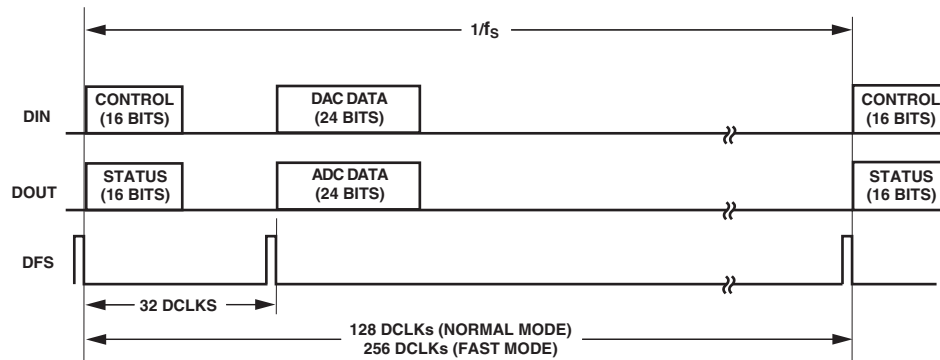 1/fS
DIN
CONTROL
(16 BITS)
DAC DATA
(24 BITS)
CONTROL
(16 BITS)
DOUT
STATUS
(16 BITS)
ADC DATA
(24 BITS)
STATUS
(16 BITS)
DFS
32 DCLKS
128 DCLKs (NORMAL MODE)
256 DCLKs (FAST MODE)